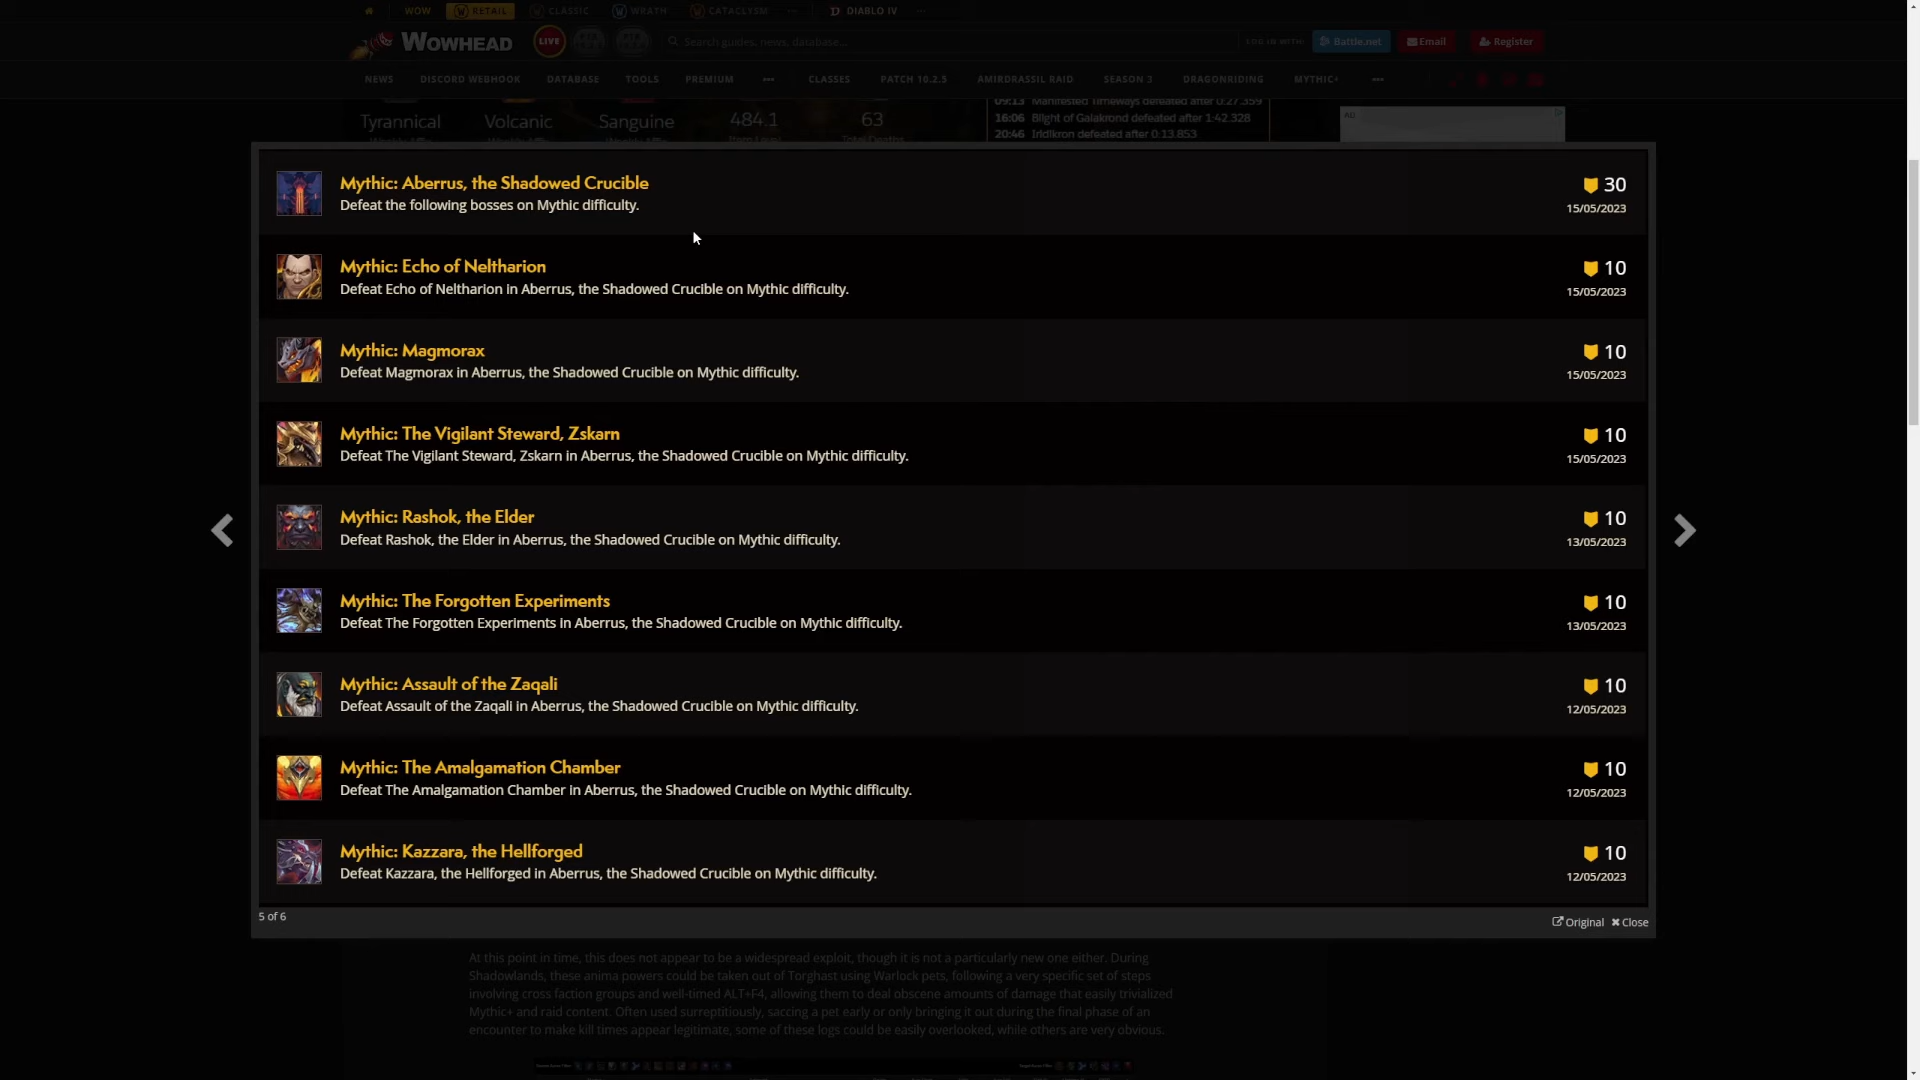 WOW RETAIL CLASSIC WRATH CATACLYSM DIABLO IV
WOWHEAD LIVE Search guides, news, database... LOG IN WITH: Battle.net Email Register
NEWS DISCORD WEBHOOK DATABASE TOOLS PREMIUM ••• CLASSES PATCH 10.2.5 AMIRDRASSIL RAID SEASON 3 DRAGONRIDING MYTHIC+ •••
09:13 Manifested Timeways defeated after 0:27.359
Tyrannical Volcanic Sanguine 484.1 63
16:06 Blight of Galakrond defeated after 1:42.328
20:46 Iridikron defeated after 0:13.853
AD
Mythic: Aberrus, the Shadowed Crucible 30
Defeat the following bosses on Mythic difficulty. 15/05/2023
Mythic: Echo of Neltharion 10
Defeat Echo of Neltharion in Aberrus, the Shadowed Crucible on Mythic difficulty. 15/05/2023
Mythic: Magmorax 10
Defeat Magmorax in Aberrus, the Shadowed Crucible on Mythic difficulty. 15/05/2023
Mythic: The Vigilant Steward, Zskarn 10
Defeat The Vigilant Steward, Zskarn in Aberrus, the Shadowed Crucible on Mythic difficulty. 15/05/2023
Mythic: Rashok, the Elder 10
Defeat Rashok, the Elder in Aberrus, the Shadowed Crucible on Mythic difficulty. 13/05/2023
Mythic: The Forgotten Experiments 10
Defeat The Forgotten Experiments in Aberrus, the Shadowed Crucible on Mythic difficulty. 13/05/2023
Mythic: Assault of the Zaqali 10
Defeat Assault of the Zaqali in Aberrus, the Shadowed Crucible on Mythic difficulty. 12/05/2023
Mythic: The Amalgamation Chamber 10
Defeat The Amalgamation Chamber in Aberrus, the Shadowed Crucible on Mythic difficulty. 12/05/2023
Mythic: Kazzara, the Hellforged 10
Defeat Kazzara, the Hellforged in Aberrus, the Shadowed Crucible on Mythic difficulty. 12/05/2023
5 of 6 Original Close
At this point in time, this does not appear to be a widespread exploit, though it is not a particularly new one either. During
Shadowlands, these anima powers could be taken out of Torghast using Warlock pets, following a very specific set of steps
involving cross faction groups and well-timed ALT+F4, allowing them to deal obscene amounts of damage that easily trivialized
Mythic+ and raid content. Often used surreptitiously, saccing a pet early or only bringing it out during the final phase of an
encounter to make kill times appear legitimate, some of these logs could be easily overlooked, while others are very obvious.